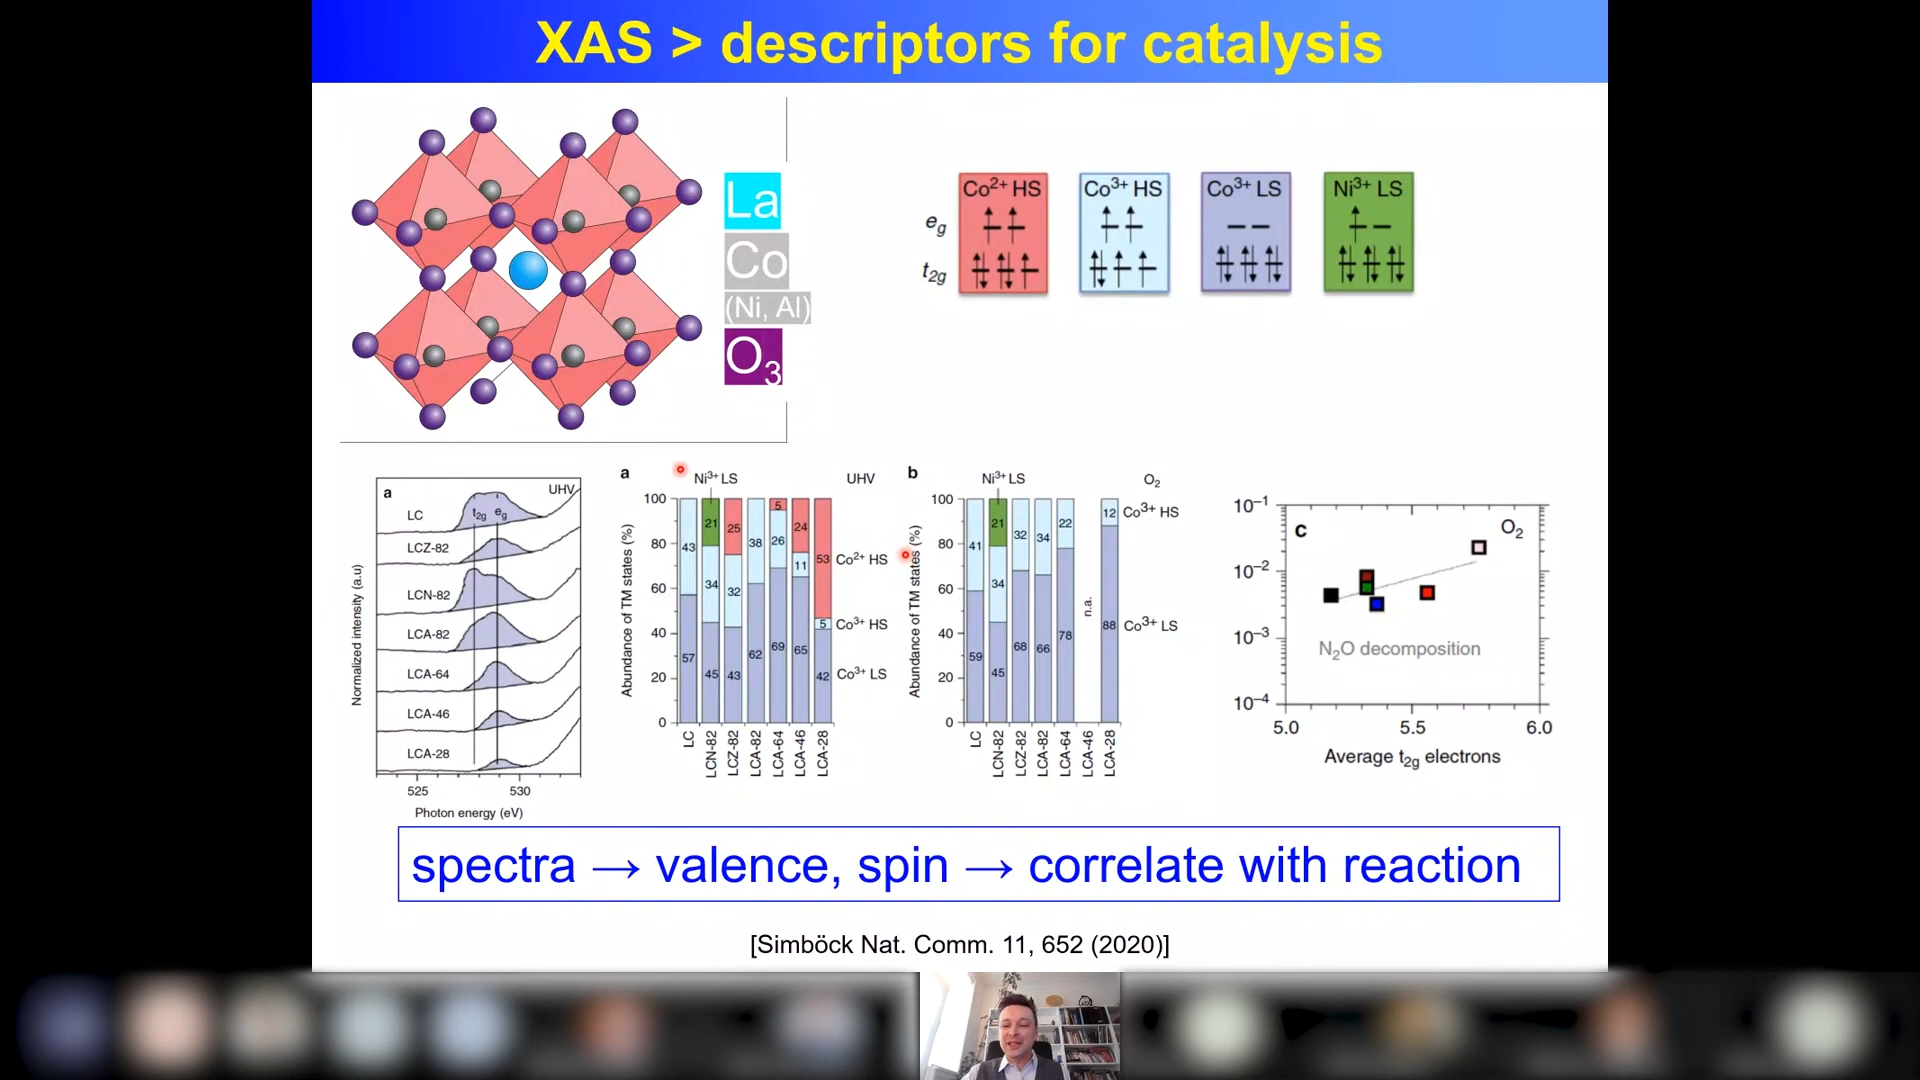 XAS > descriptors for catalysis
La
Co
(Ni, Al)
O3
Co2+ HS
Co3+ HS
Co3+ LS
Ni3+ LS
eg
t2g
a
UHV
t2g eg
LC
LCZ-82
LCN-82
LCA-82
LCA-64
LCA-46
LCA-28
Normalized intensity (a.u)
525 530
Photon energy (eV)
a
Ni3+ LS
UHV
Abundance of TM states (%)
100
80
60
40
20
0
43
57
21
34
45
25
32
43
38
62
5
26
69
24
11
65
53
5
42
Co2+ HS
Co3+ HS
Co3+ LS
LC
LCN-82
LCZ-82
LCA-82
LCA-64
LCA-46
LCA-28
b
Ni3+ LS
O2
Abundance of TM states (%)
100
80
60
40
20
0
41
59
21
34
45
32
68
34
66
22
78
n.a.
12
88
Co3+ HS
Co3+ LS
LC
LCN-82
LCZ-82
LCA-82
LCA-64
LCA-46
LCA-28
c
O2
10−1
10−2
10−3
10−4
N2O decomposition
5.0 5.5 6.0
Average t2g electrons
spectra → valence, spin → correlate with reaction
[Simböck Nat. Comm. 11, 652 (2020)]